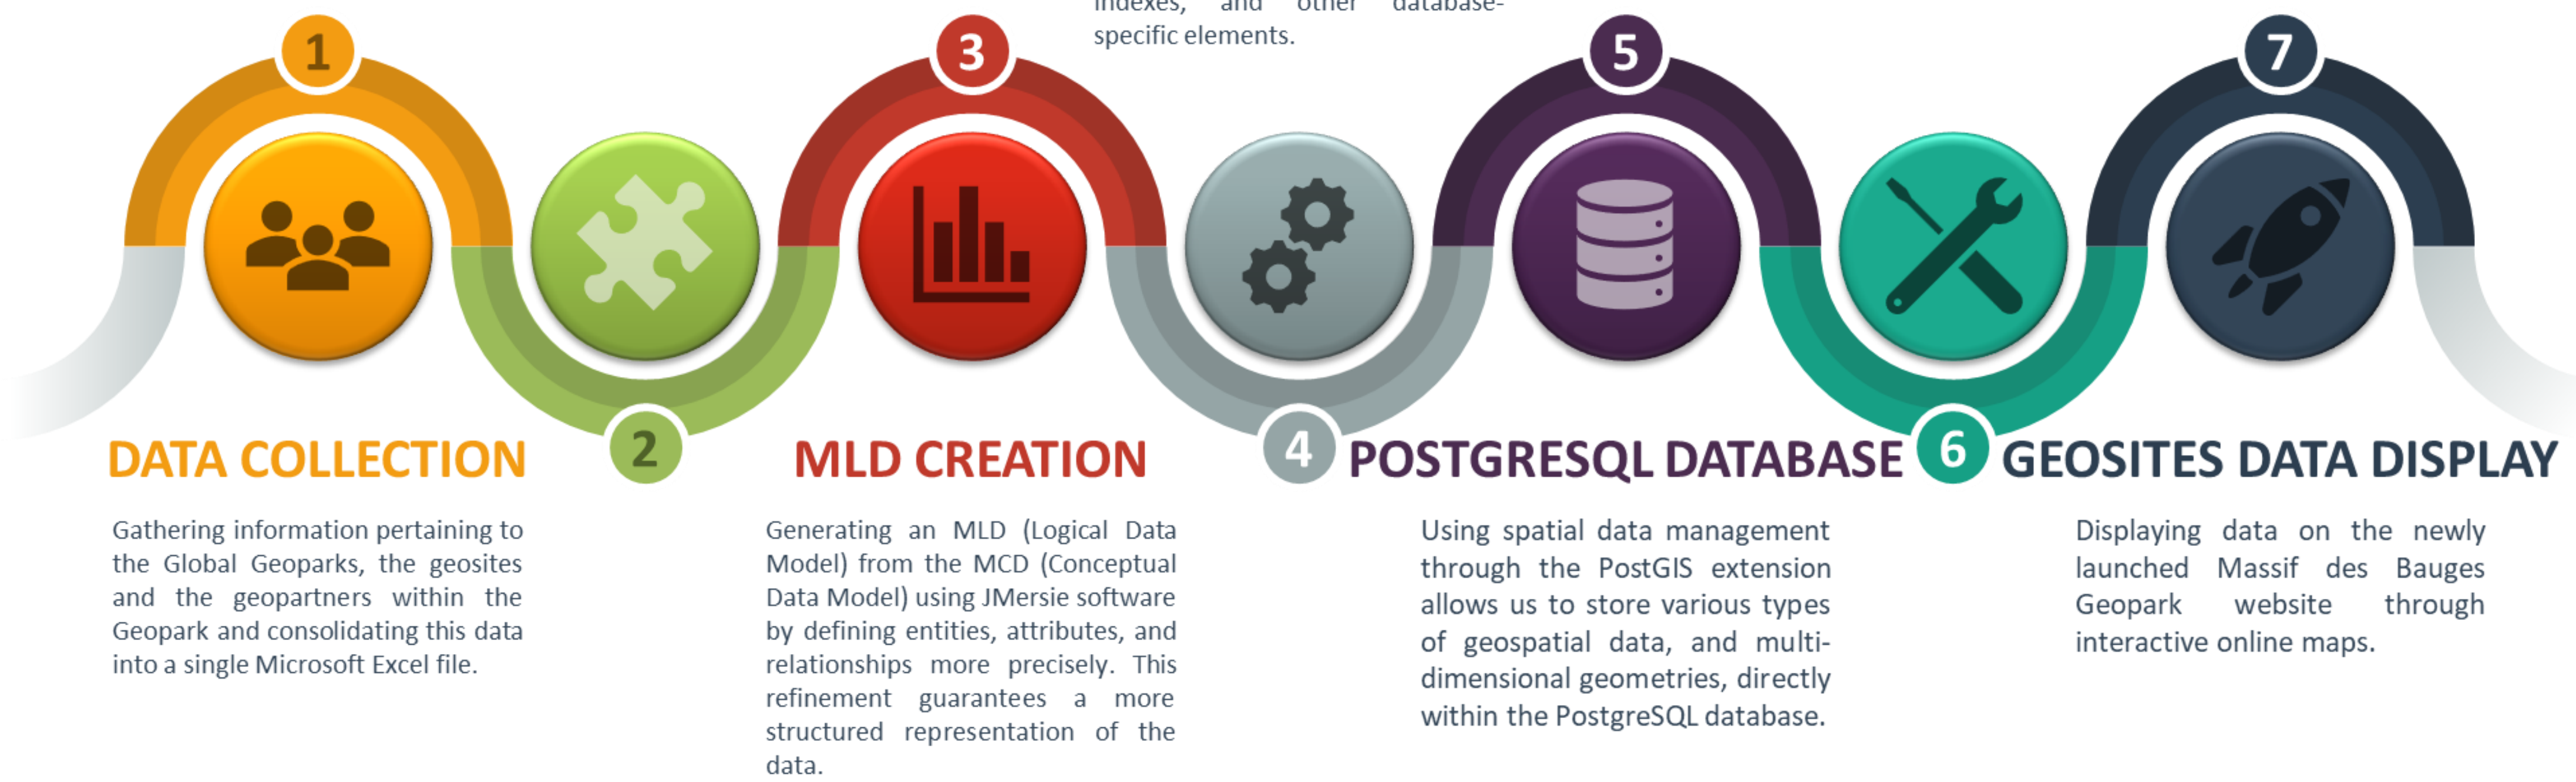 indexes, and other database-
specific elements.
1
3
5
7
2
4
6
DATA COLLECTION
Gathering information pertaining to
the Global Geoparks, the geosites
and the geopartners within the
Geopark and consolidating this data
into a single Microsoft Excel file.
MLD CREATION
Generating an MLD (Logical Data
Model) from the MCD (Conceptual
Data Model) using JMersie software
by defining entities, attributes, and
relationships more precisely. This
refinement guarantees a more
structured representation of the
data.
POSTGRESQL DATABASE
Using spatial data management
through the PostGIS extension
allows us to store various types
of geospatial data, and multi-
dimensional geometries, directly
within the PostgreSQL database.
GEOSITES DATA DISPLAY
Displaying data on the newly
launched Massif des Bauges
Geopark website through
interactive online maps.